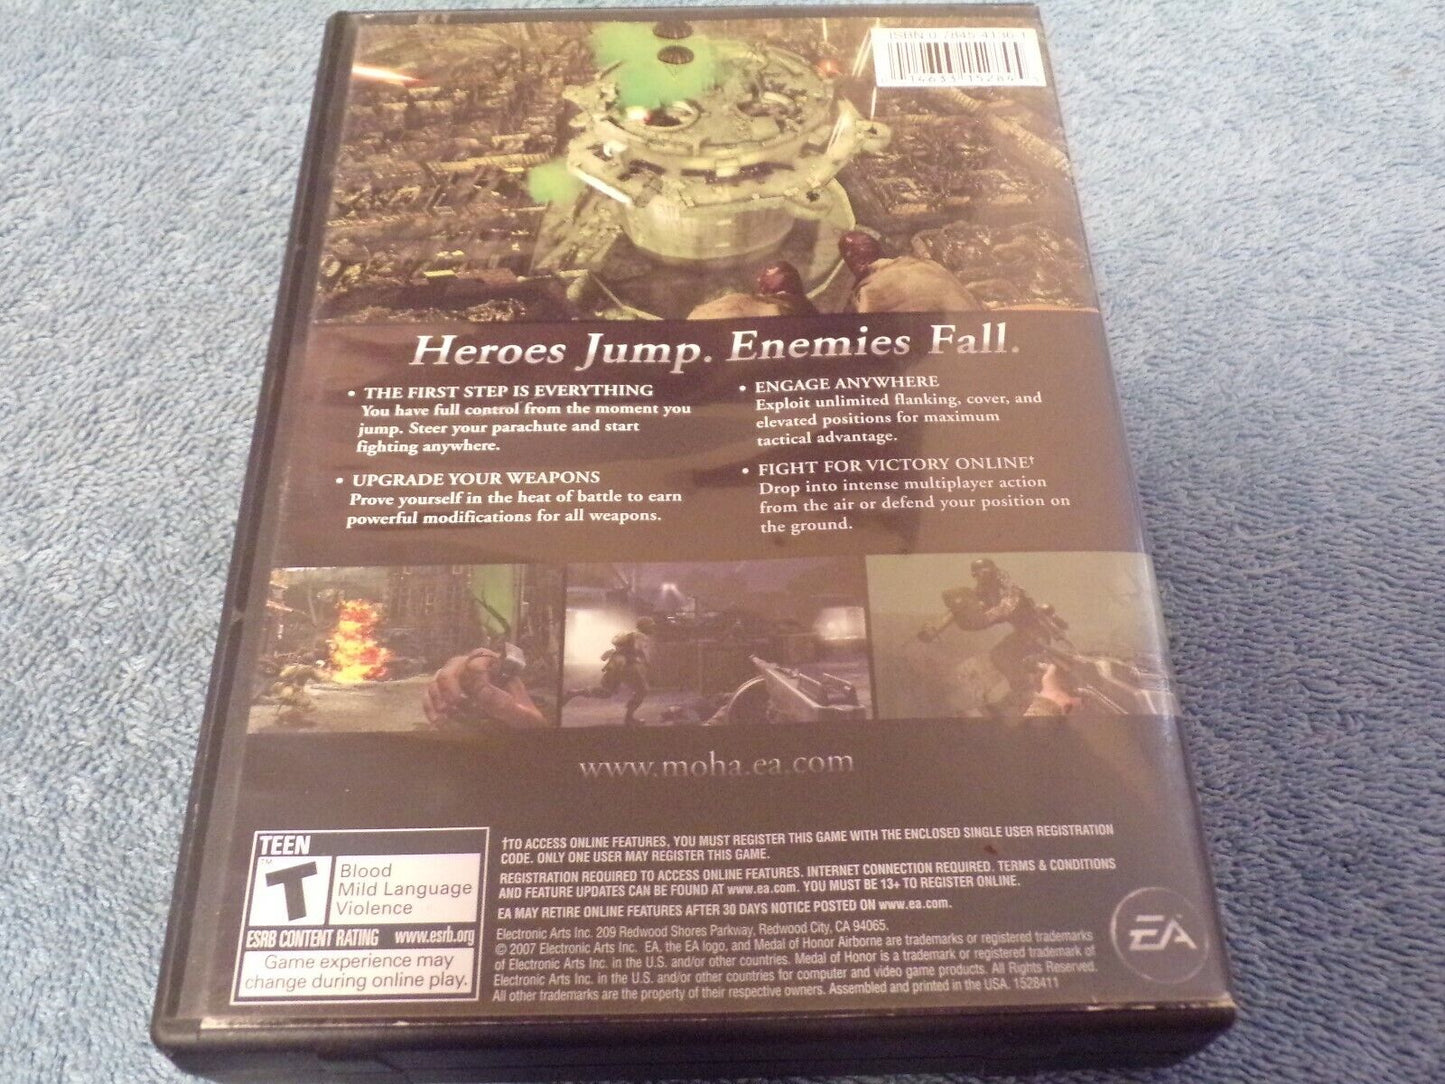 ISBN 0-7845-4136-1
Heroes Jump. Enemies Fall.
• THE FIRST STEP IS EVERYTHING
You have full control from the moment you
jump. Steer your parachute and start
fighting anywhere.
• UPGRADE YOUR WEAPONS
Prove yourself in the heat of battle to earn
powerful modifications for all weapons.
• ENGAGE ANYWHERE
Exploit unlimited flanking, cover, and
elevated positions for maximum
tactical advantage.
• FIGHT FOR VICTORY ONLINE†
Drop into intense multiplayer action
from the air or defend your position on
the ground.
www.moha.ea.com
TEEN
T
Blood
Mild Language
Violence
ESRB CONTENT RATING www.esrb.org
Game experience may
change during online play.
†TO ACCESS ONLINE FEATURES, YOU MUST REGISTER THIS GAME WITH THE ENCLOSED SINGLE USER REGISTRATION
CODE. ONLY ONE USER MAY REGISTER THIS GAME.
REGISTRATION REQUIRED TO ACCESS ONLINE FEATURES. INTERNET CONNECTION REQUIRED. TERMS & CONDITIONS
AND FEATURE UPDATES CAN BE FOUND AT www.ea.com. YOU MUST BE 13+ TO REGISTER ONLINE.
EA MAY RETIRE ONLINE FEATURES AFTER 30 DAYS NOTICE POSTED ON www.ea.com.
Electronic Arts Inc. 209 Redwood Shores Parkway, Redwood City, CA 94065.
© 2007 Electronic Arts Inc. EA, the EA logo, and Medal of Honor Airborne are trademarks or registered trademarks
of Electronic Arts Inc. in the U.S. and/or other countries. Medal of Honor is a trademark or registered trademark of
Electronic Arts Inc. in the U.S. and/or other countries for computer and video game products. All Rights Reserved.
All other trademarks are the property of their respective owners. Assembled and printed in the USA. 1528411
EA